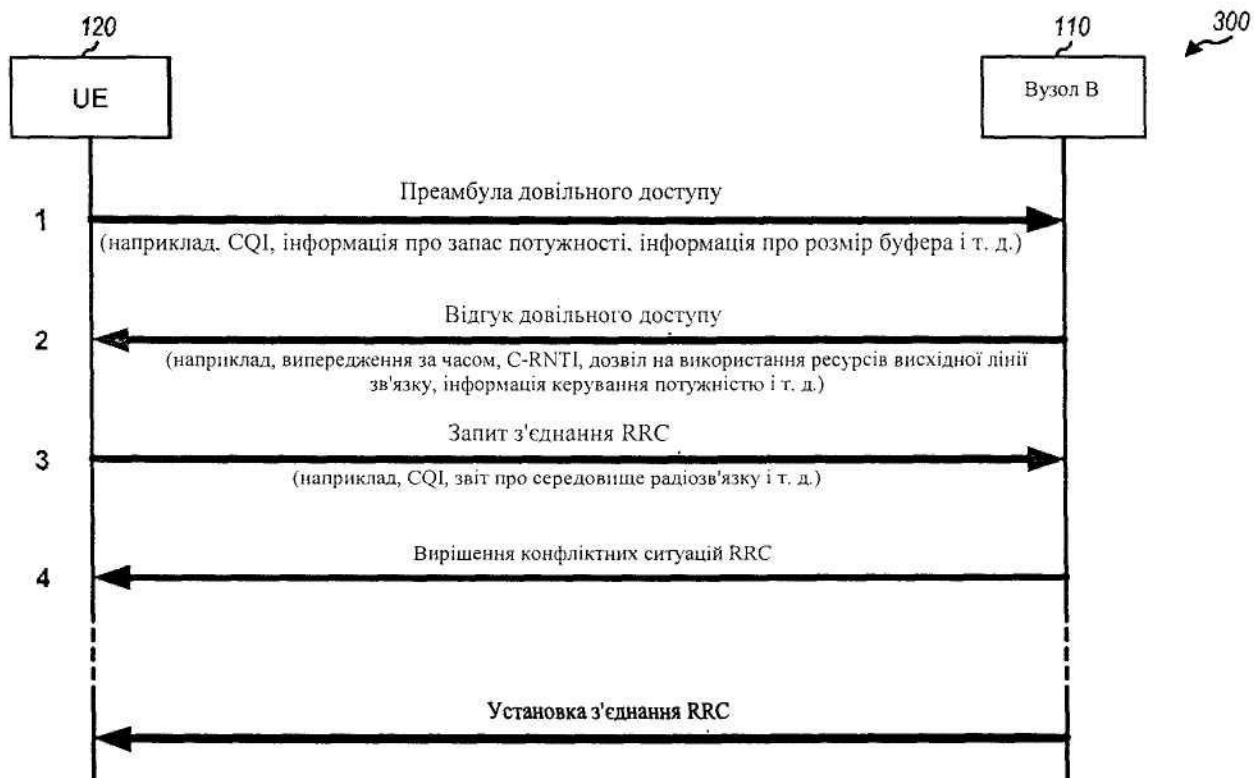 120
110
300
UE
Вузол В
Преамбула довільного доступу
1
(наприклад. CQI, інформація про запас потужності. інформація про розмір буфера і т. д.)
Відгук довільного доступу
2
(наприклад, випередження за часом, C-RNTI, дозвіл на використання ресурсів висхідної лінії
зв'язку, інформація керування потужністю і т. д.)
Запит з'єднання RRC
3
(наприклад, CQI, звіт про середовище радіозв'язку і т. д.)
Вирішення конфліктних ситуацій RRC
4
Установка з'єднання RRC